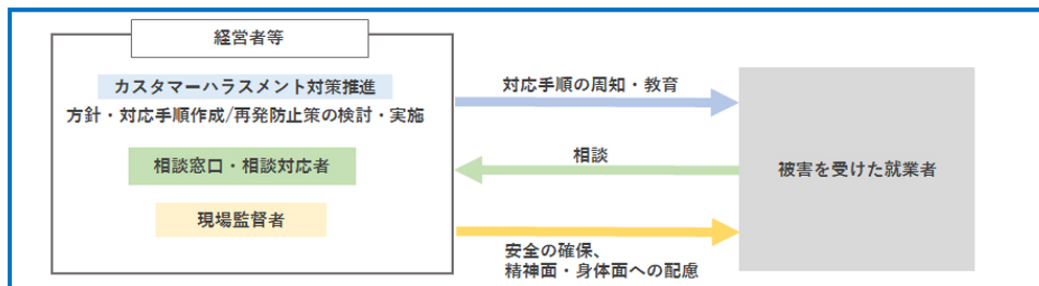 経営者等
カスタマーハラスメント対策推進
方針・対応手順作成/再発防止策の検討・実施
相談窓口・相談対応者
現場監督者
対応手順の周知・教育
相談
安全の確保、
精神面・身体面への配慮
被害を受けた就業者